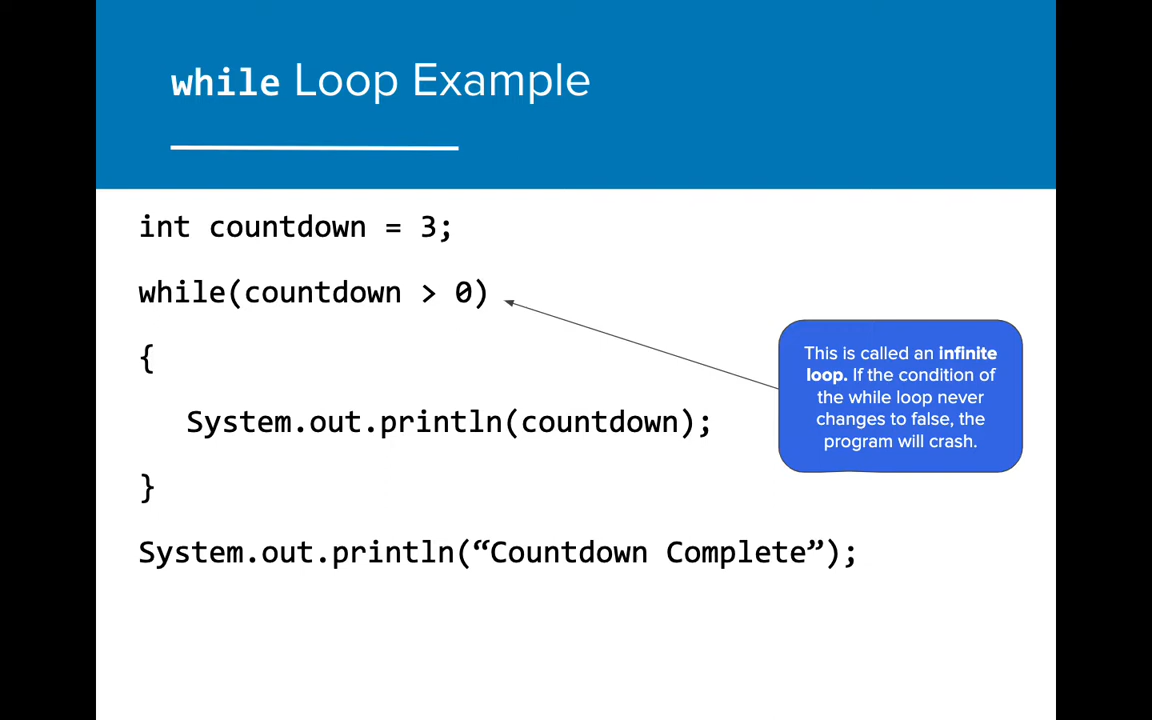 while Loop Example
int countdown = 3;
while(countdown > 0)
{
This is called an infinite
loop. If the condition of
the while loop never
changes to false, the
program will crash.
System.out.println(countdown);
}
System.out.println(“Countdown Complete”);